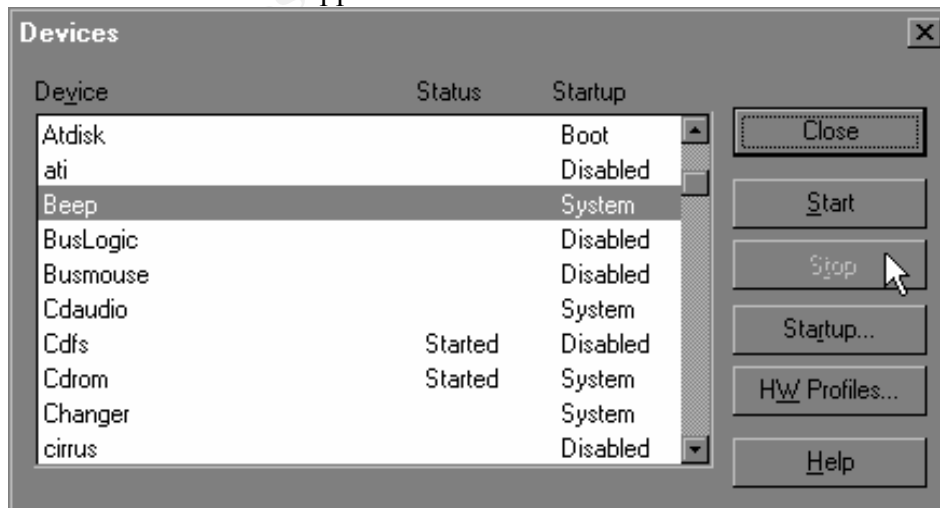 Devices
Device Status Startup
Atdisk Boot
ati Disabled
Beep System
BusLogic Disabled
Busmouse Disabled
Cdaudio System
Cdfs Started Disabled
Cdrom Started System
Changer System
cirrus Disabled
Close
Start
Stop
Startup...
HW Profiles...
Help